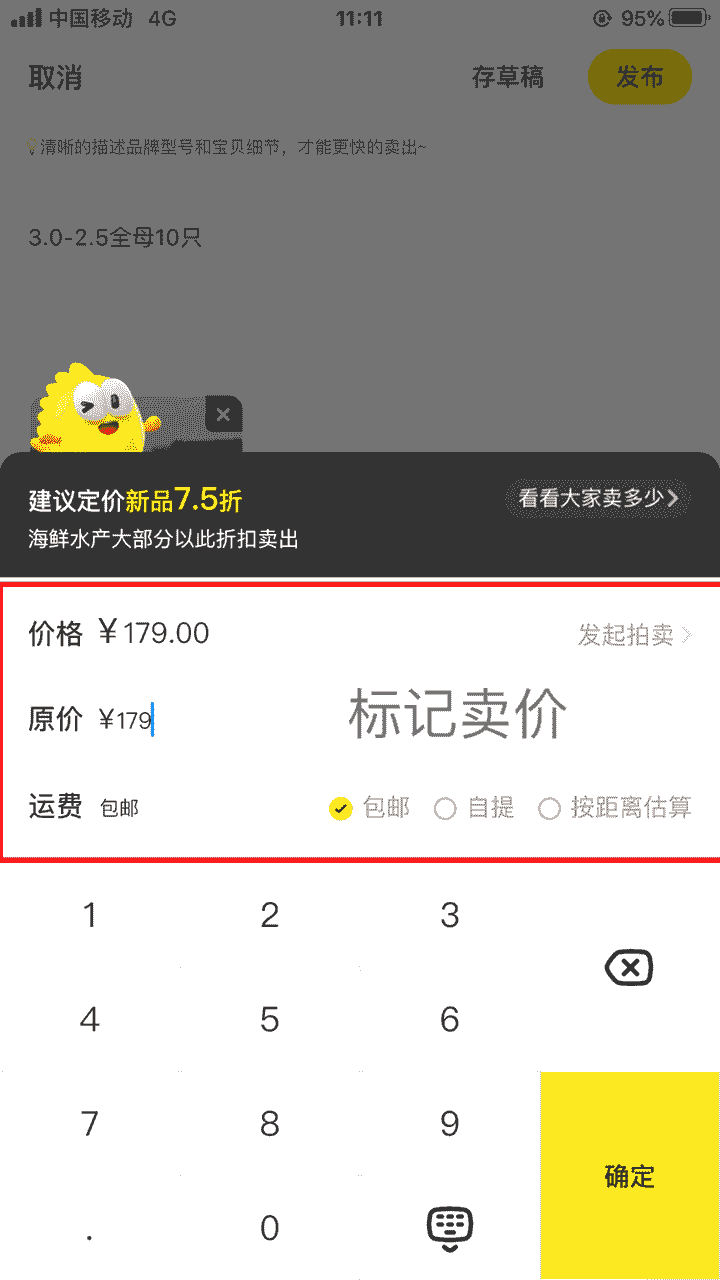 中国移动 4G 11:11 95%
取消 存草稿 发布
清晰的描述品牌型号和宝贝细节，才能更快的卖出~
3.0-2.5全母10只
建议定价新品7.5折 看看大家卖多少
海鲜水产大部分以此折扣卖出
价格 ¥179.00 发起拍卖
原价 ¥179 标记卖价
运费 包邮 包邮 自提 按距离估算
1 2 3
4 5 6
7 8 9
确定
. 0